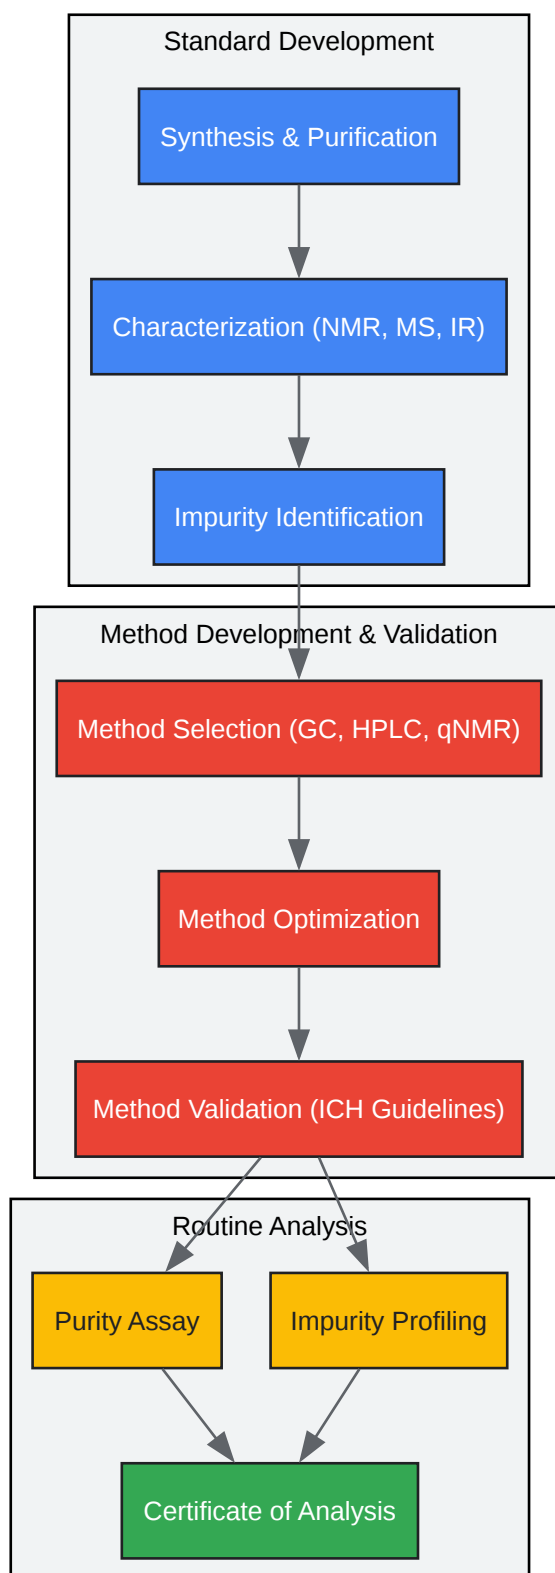 Standard Development
Synthesis & Purification
Characterization (NMR, MS, IR)
Impurity Identification
Method Development & Validation
Method Selection (GC, HPLC, qNMR)
Method Optimization
Method Validation (ICH Guidelines)
Routine Analysis
Purity Assay
Impurity Profiling
Certificate of Analysis